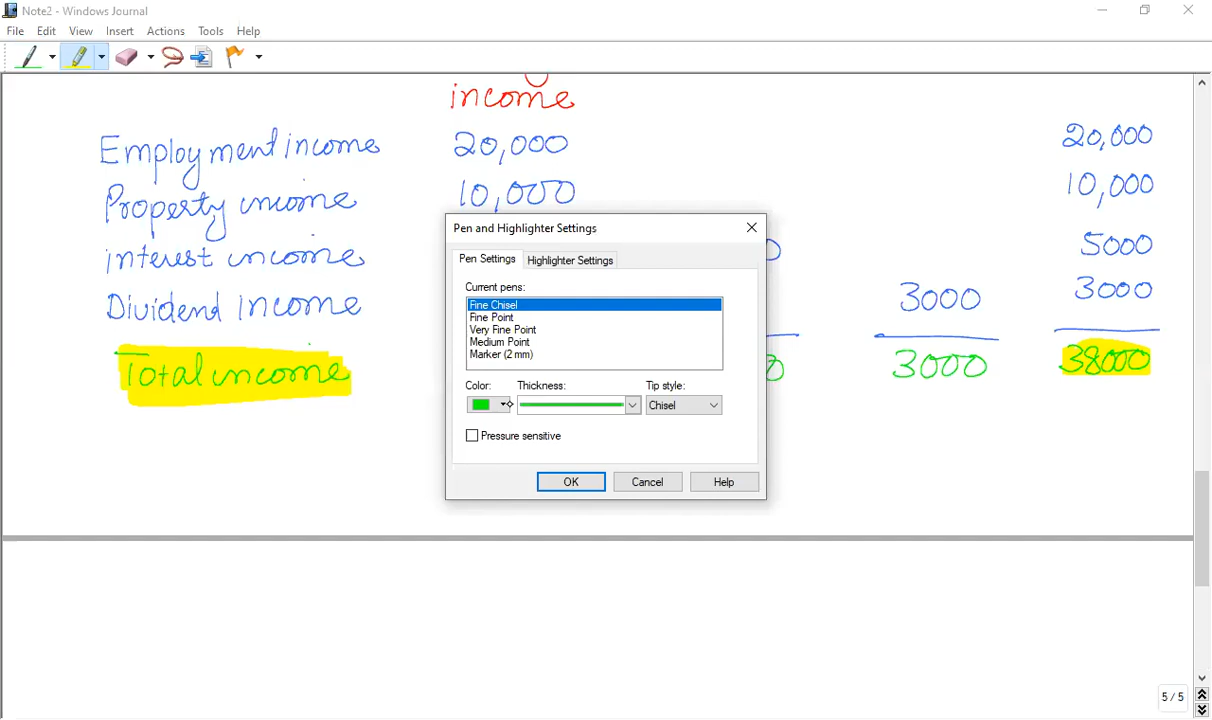 Note2 - Windows Journal
File Edit View Insert Actions Tools Help
income
Employment income 20,000 20,000
Property income 10,000 10,000
interest income 5000
Dividend Income 3000 3000
Total income 3000 38000
Pen and Highlighter Settings
Pen Settings Highlighter Settings
Current pens:
Fine Chisel
Fine Point
Very Fine Point
Medium Point
Marker (2 mm)
Color: Thickness: Tip style:
Chisel
Pressure sensitive
OK Cancel Help
5 / 5